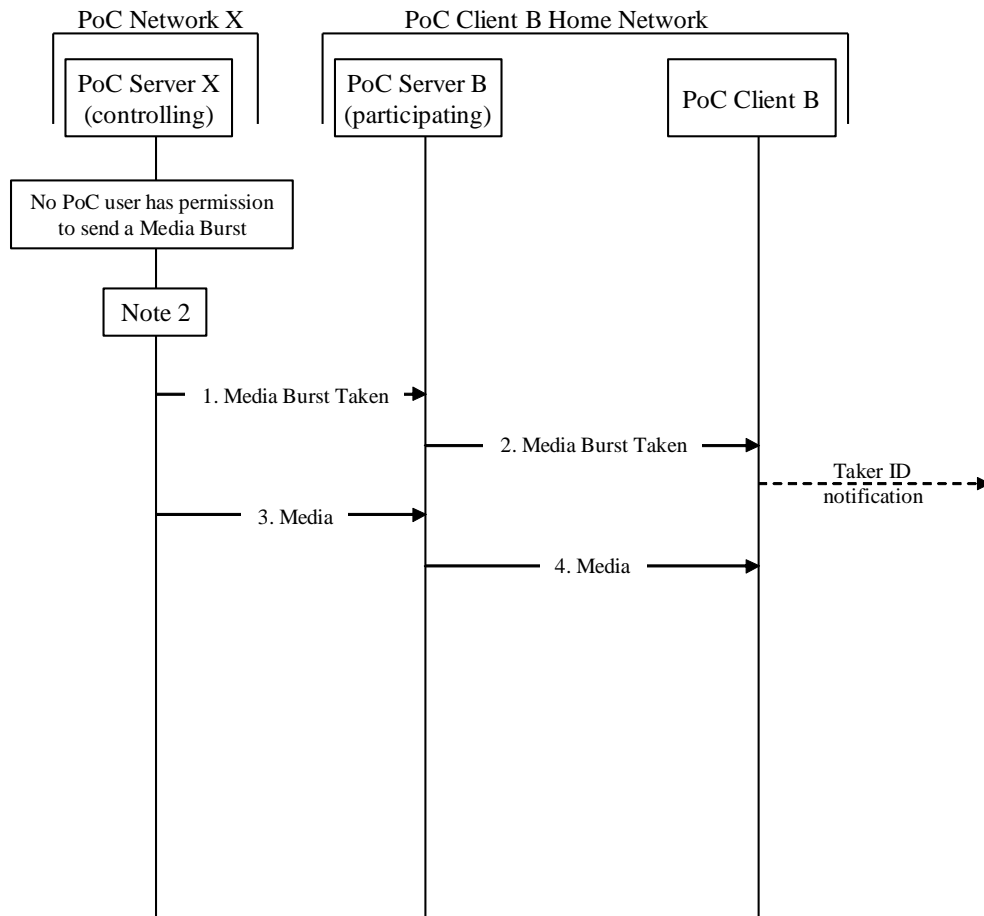 PoC Network X
PoC Client B Home Network
PoC Server X
(controlling)
PoC Server B
(participating)
PoC Client B
No PoC user has permission
to send a Media Burst
Note 2
1. Media Burst Taken
2. Media Burst Taken
Taker ID
notification
3. Media
4. Media